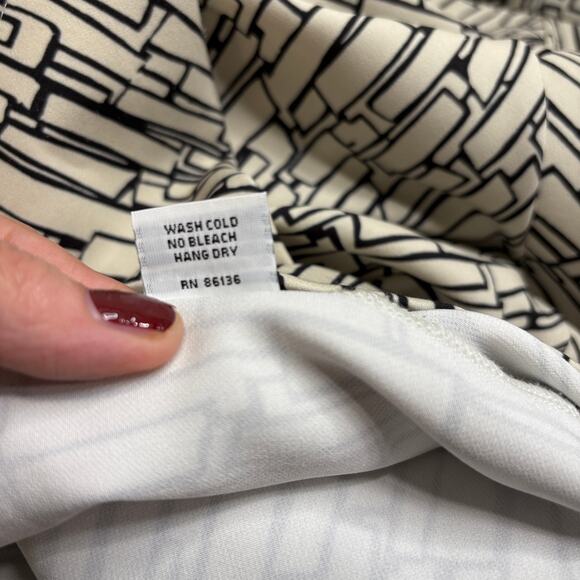 WASH COLD
NO BLEACH
HANG DRY
RN 86136